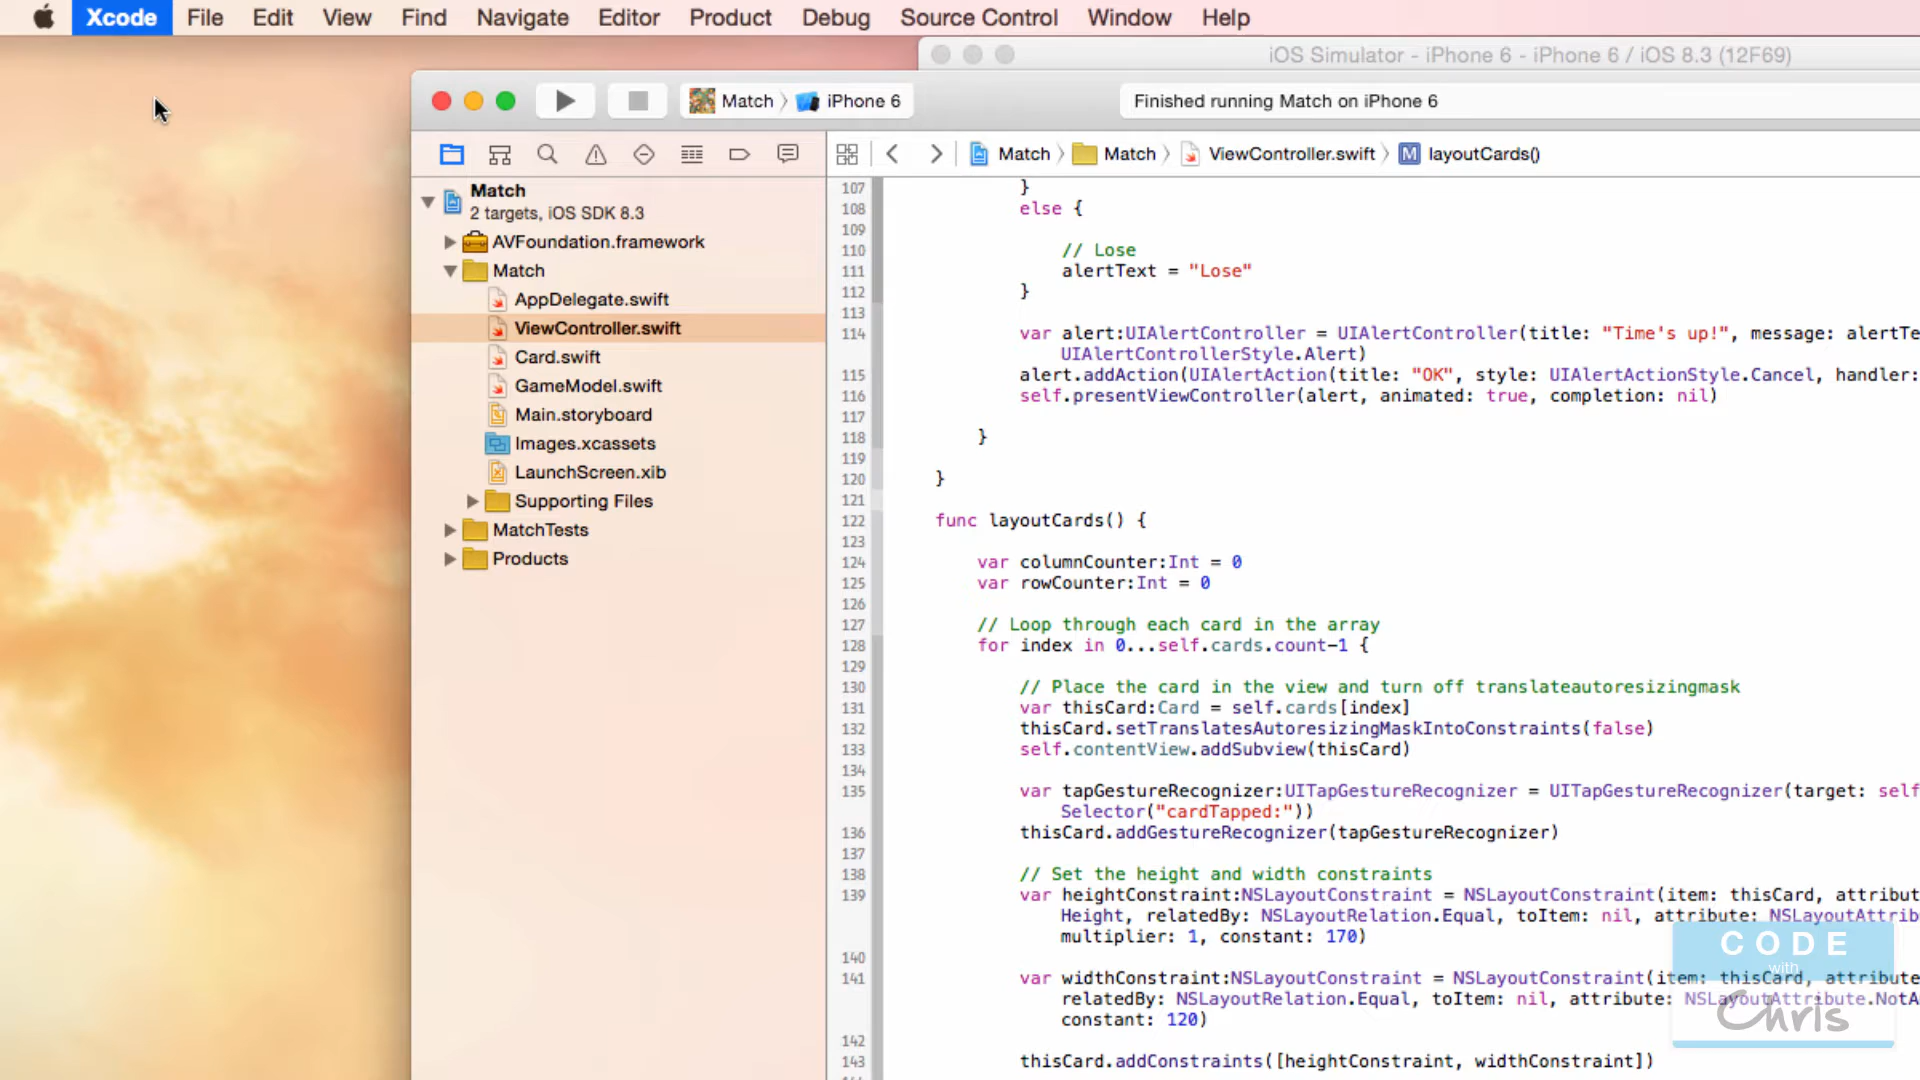 Xcode File Edit View Find Navigate Editor Product Debug Source Control Window Help
iOS Simulator - iPhone 6 - iPhone 6 / iOS 8.3 (12F69)
Match iPhone 6 Finished running Match on iPhone 6
Match Match ViewController.swift M layoutCards()
Match
2 targets, iOS SDK 8.3
AVFoundation.framework
Match
AppDelegate.swift
ViewController.swift
Card.swift
GameModel.swift
Main.storyboard
Images.xcassets
LaunchScreen.xib
Supporting Files
MatchTests
Products
107 }
108 else {
109
110 // Lose
111 alertText = "Lose"
112 }
113
114 var alert:UIAlertController = UIAlertController(title: "Time's up!", message: alertTe
UIAlertControllerStyle.Alert)
115 alert.addAction(UIAlertAction(title: "OK", style: UIAlertActionStyle.Cancel, handler:
116 self.presentViewController(alert, animated: true, completion: nil)
117
118 }
119
120 }
121
122 func layoutCards() {
123
124 var columnCounter:Int = 0
125 var rowCounter:Int = 0
126
127 // Loop through each card in the array
128 for index in 0...self.cards.count-1 {
129
130 // Place the card in the view and turn off translateautoresizingmask
131 var thisCard:Card = self.cards[index]
132 thisCard.setTranslatesAutoresizingMaskIntoConstraints(false)
133 self.contentView.addSubview(thisCard)
134
135 var tapGestureRecognizer:UITapGestureRecognizer = UITapGestureRecognizer(target: self
Selector("cardTapped:"))
136 thisCard.addGestureRecognizer(tapGestureRecognizer)
137
138 // Set the height and width constraints
139 var heightConstraint:NSLayoutConstraint = NSLayoutConstraint(item: thisCard, attribut
Height, relatedBy: NSLayoutRelation.Equal, toItem: nil, attribute: NSLayoutAttrib
multiplier: 1, constant: 170)
140
141 var widthConstraint:NSLayoutConstraint = NSLayoutConstraint(item: thisCard, attribute
relatedBy: NSLayoutRelation.Equal, toItem: nil, attribute: NSLayoutAttribute.NotA
constant: 120)
142
143 thisCard.addConstraints([heightConstraint, widthConstraint])
CODE
with
Chris